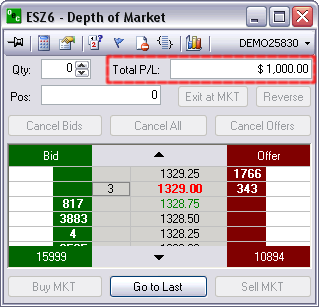 ESZ6 - Depth of Market
DEMO25830
Qty: 0 Total P/L: $ 1,000.00
Pos: 0 Exit at MKT Reverse
Cancel Bids Cancel All Cancel Offers
Bid Offer
1329.25 1766
3 1329.00 343
817 1328.75
3883 1328.50
4 1328.25
1328.00
15999 10894
Buy MKT Go to Last Sell MKT